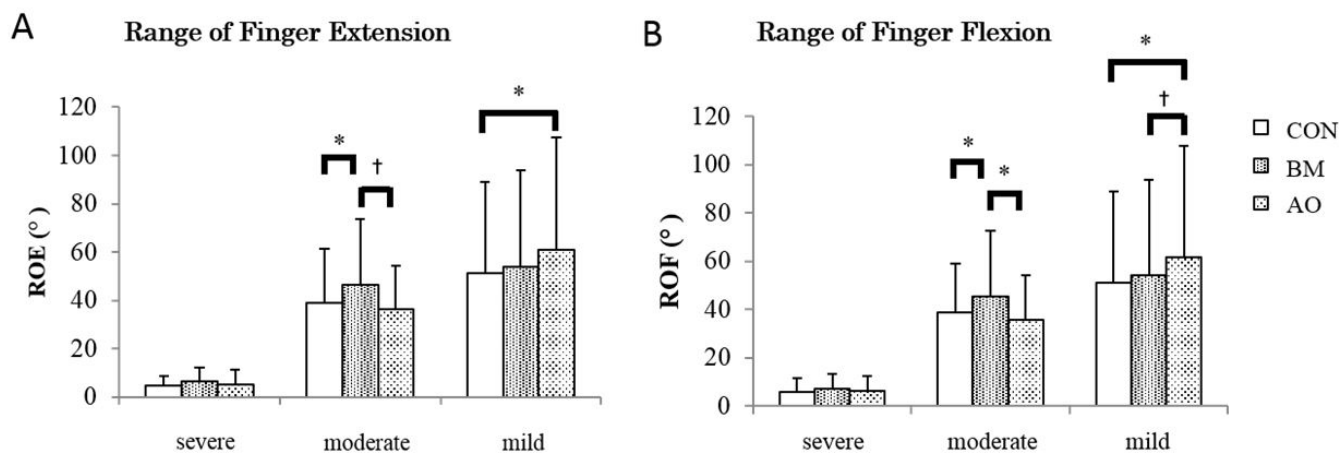 A
Range of Finger Extension
ROE (°)
120
100
80
60
40
20
0
*
†
*
severe
moderate
mild
B
Range of Finger Flexion
ROF (°)
120
100
80
60
40
20
0
*
*
*
†
severe
moderate
mild
CON
BM
AO